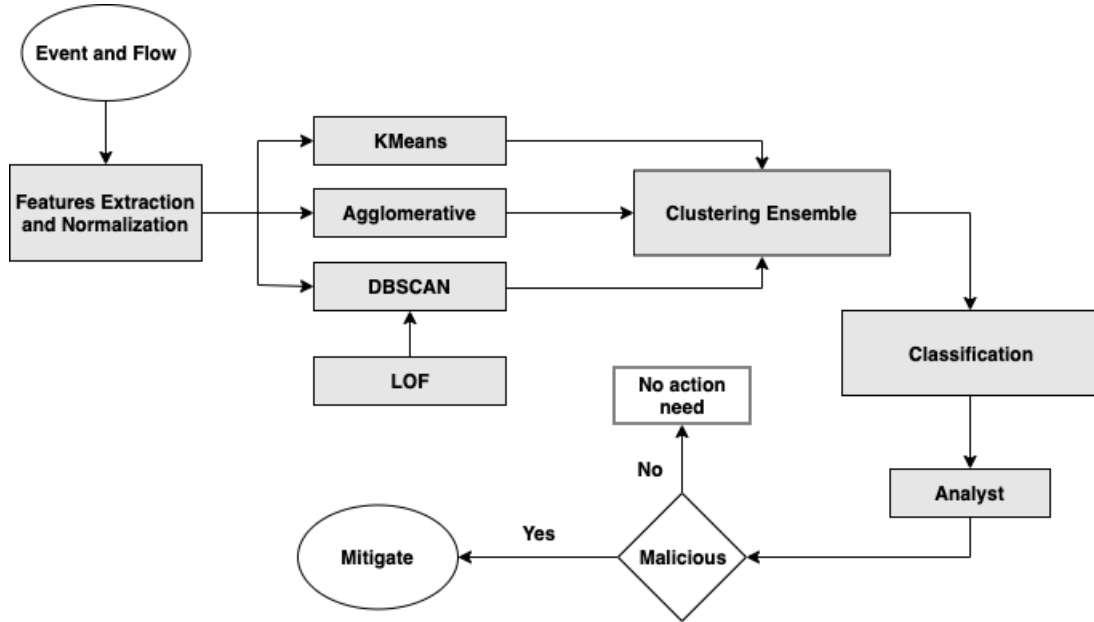 Event and Flow
Features Extraction
and Normalization
KMeans
Agglomerative
DBSCAN
LOF
Clustering Ensemble
Classification
Analyst
Malicious
No
No action
need
Yes
Mitigate